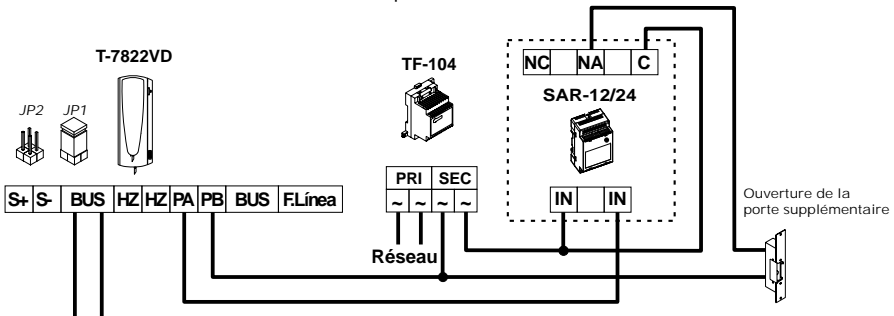 NC NA C
T-7822VD
TF-104
SAR-12/24
JP2 JP1
PRI SEC
S+ S- BUS HZ HZ PA PB BUS F.Línea
~ ~ ~ ~
IN IN
Ouverture de la
porte supplémentaire
Réseau